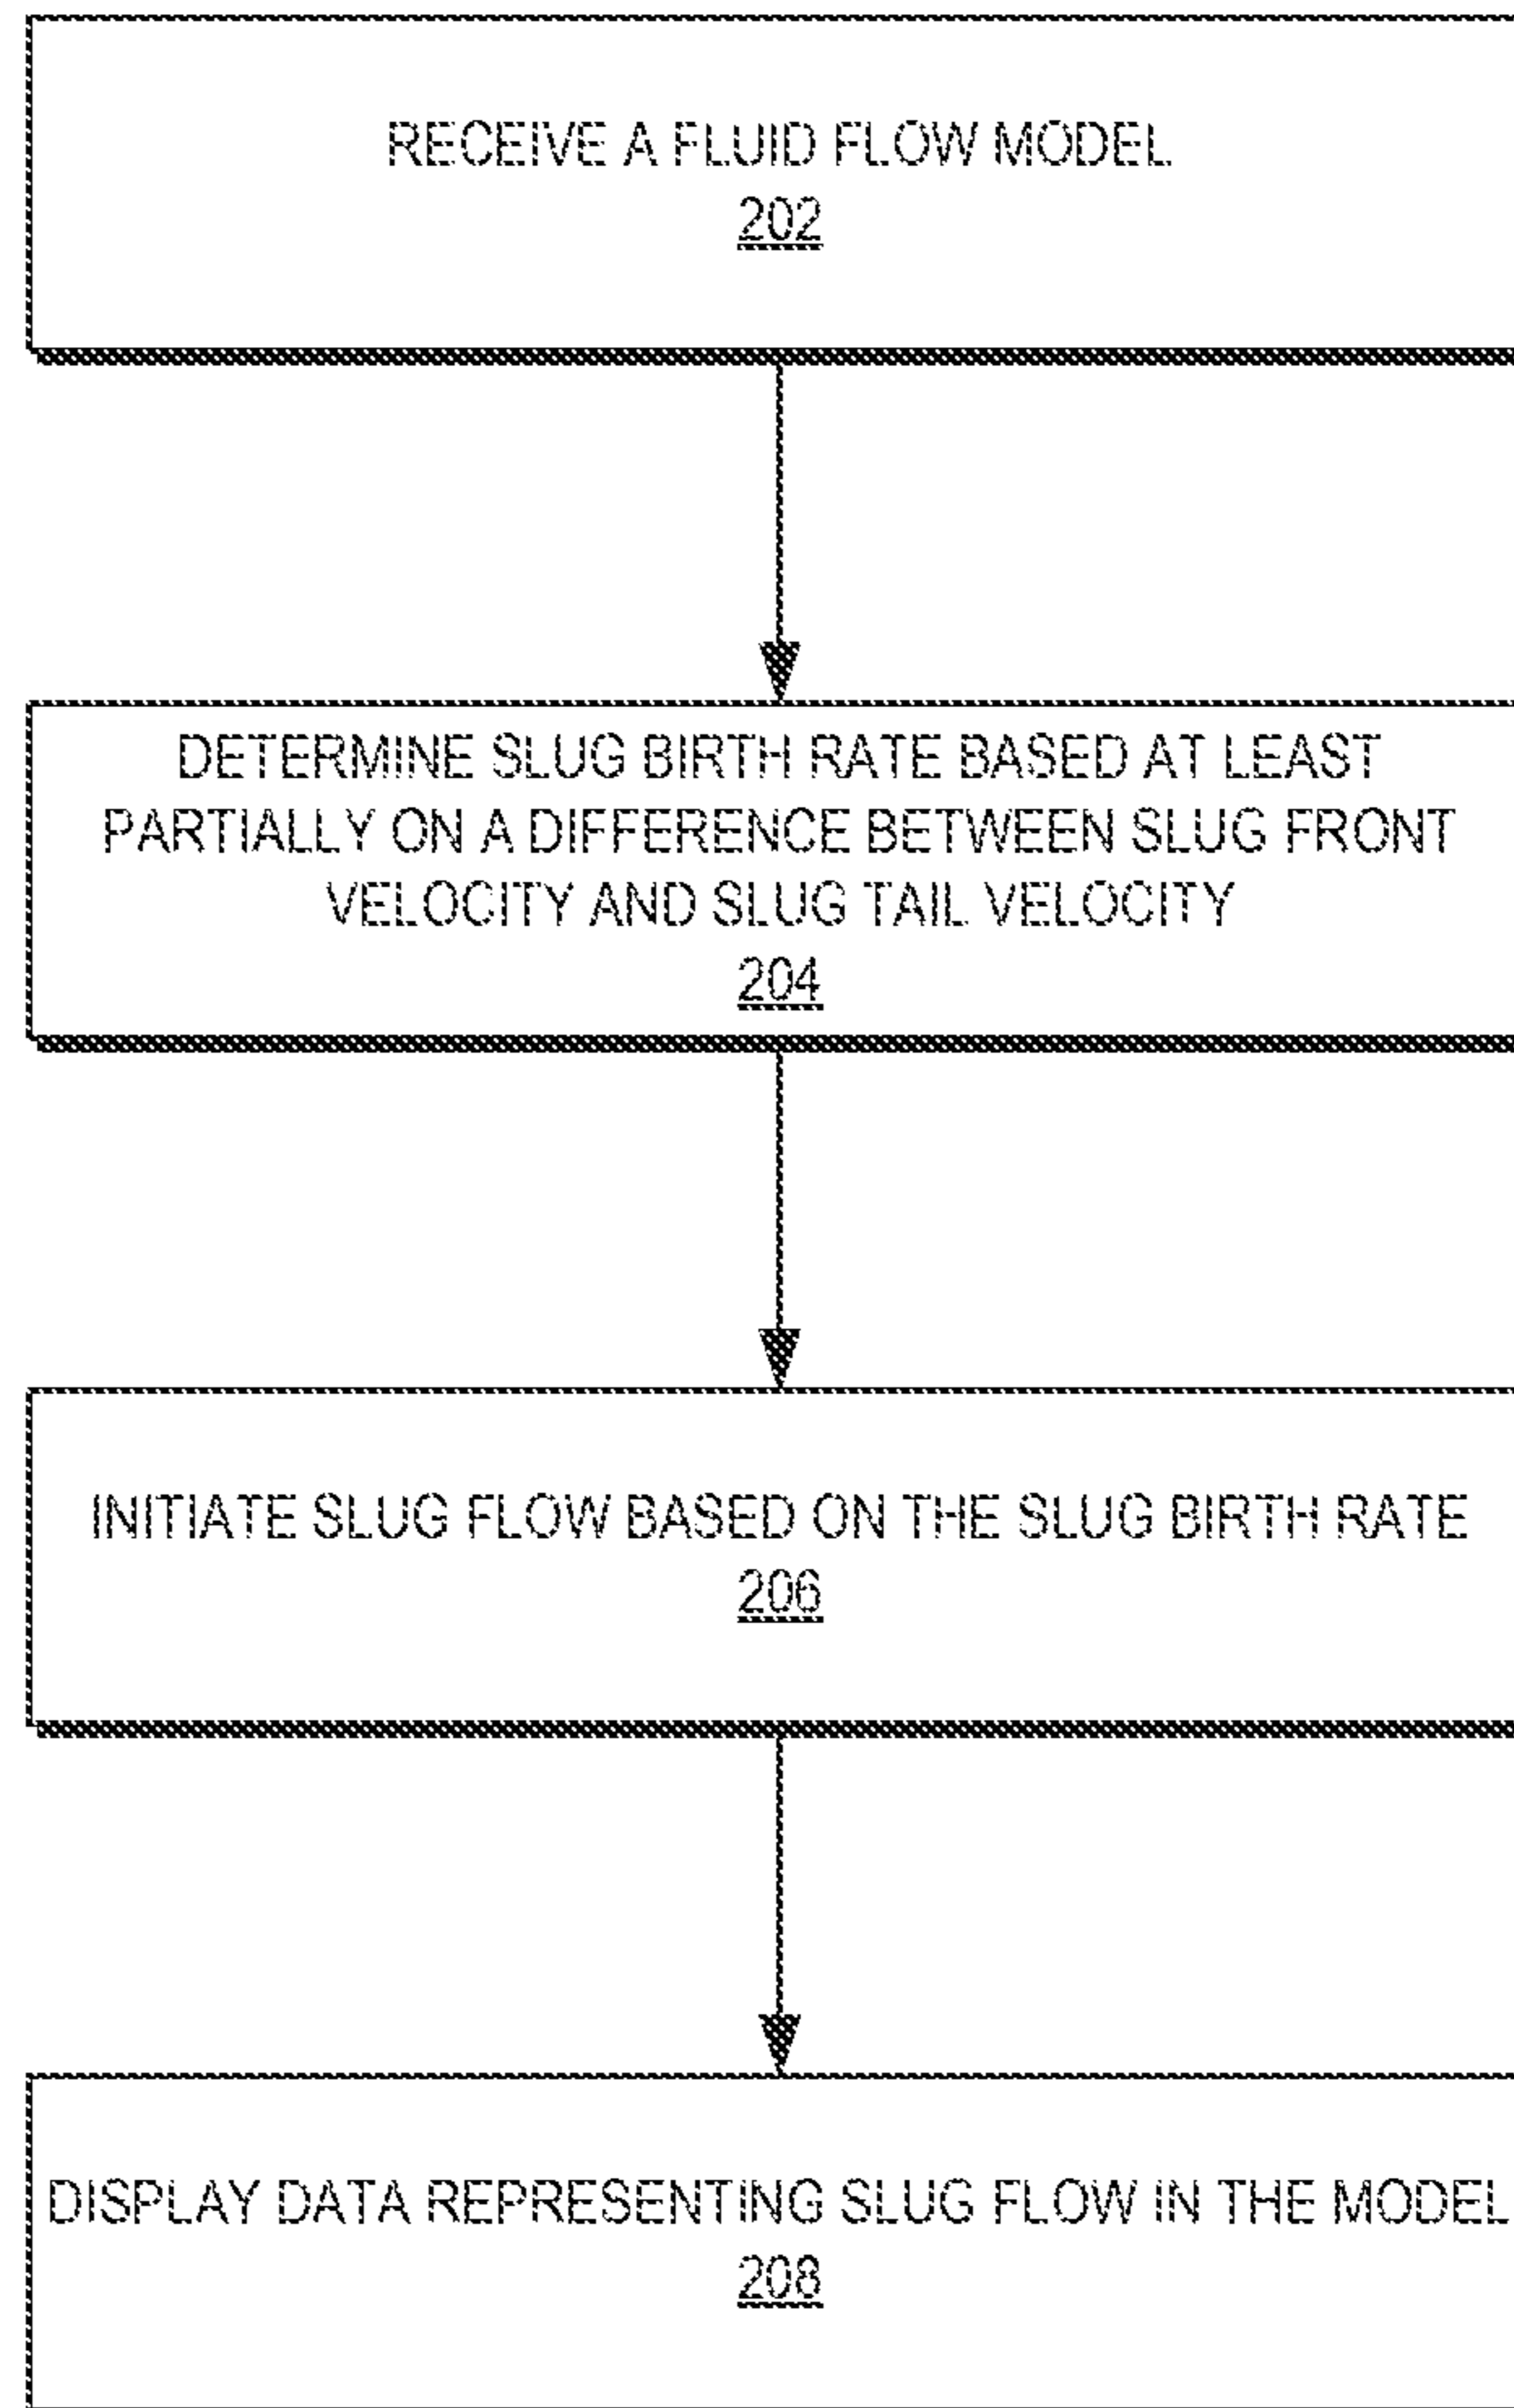 RECEIVE A FLUID FLOW MODEL
202
DETERMINE SLUG BIRTH RATE BASED AT LEAST
PARTIALLY ON A DIFFERENCE BETWEEN SLUG FRONT
VELOCITY AND SLUG TAIL VELOCITY
204
INITIATE SLUG FLOW BASED ON THE SLUG BIRTH RATE
206
DISPLAY DATA REPRESENTING SLUG FLOW IN THE MODEL
208